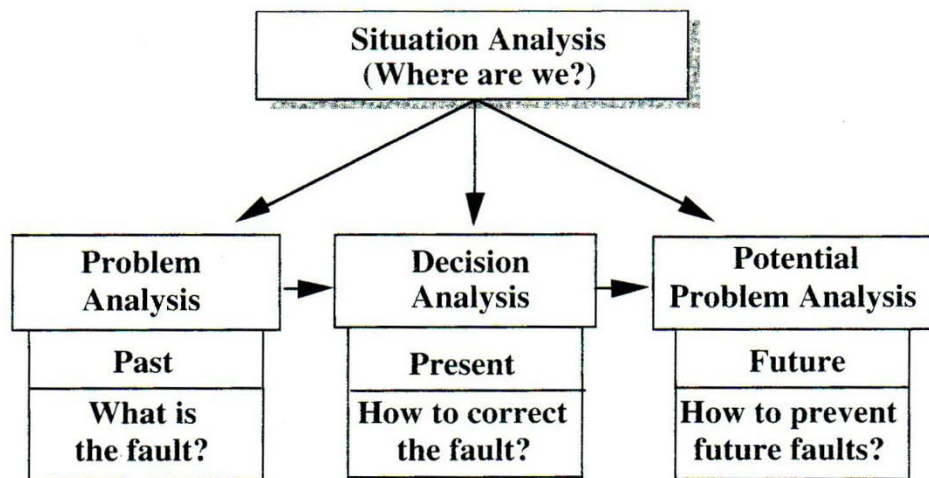 Situation Analysis
(Where are we?)
Problem
Analysis
Past
What is
the fault?
Decision
Analysis
Present
How to correct
the fault?
Potential
Problem Analysis
Future
How to prevent
future faults?